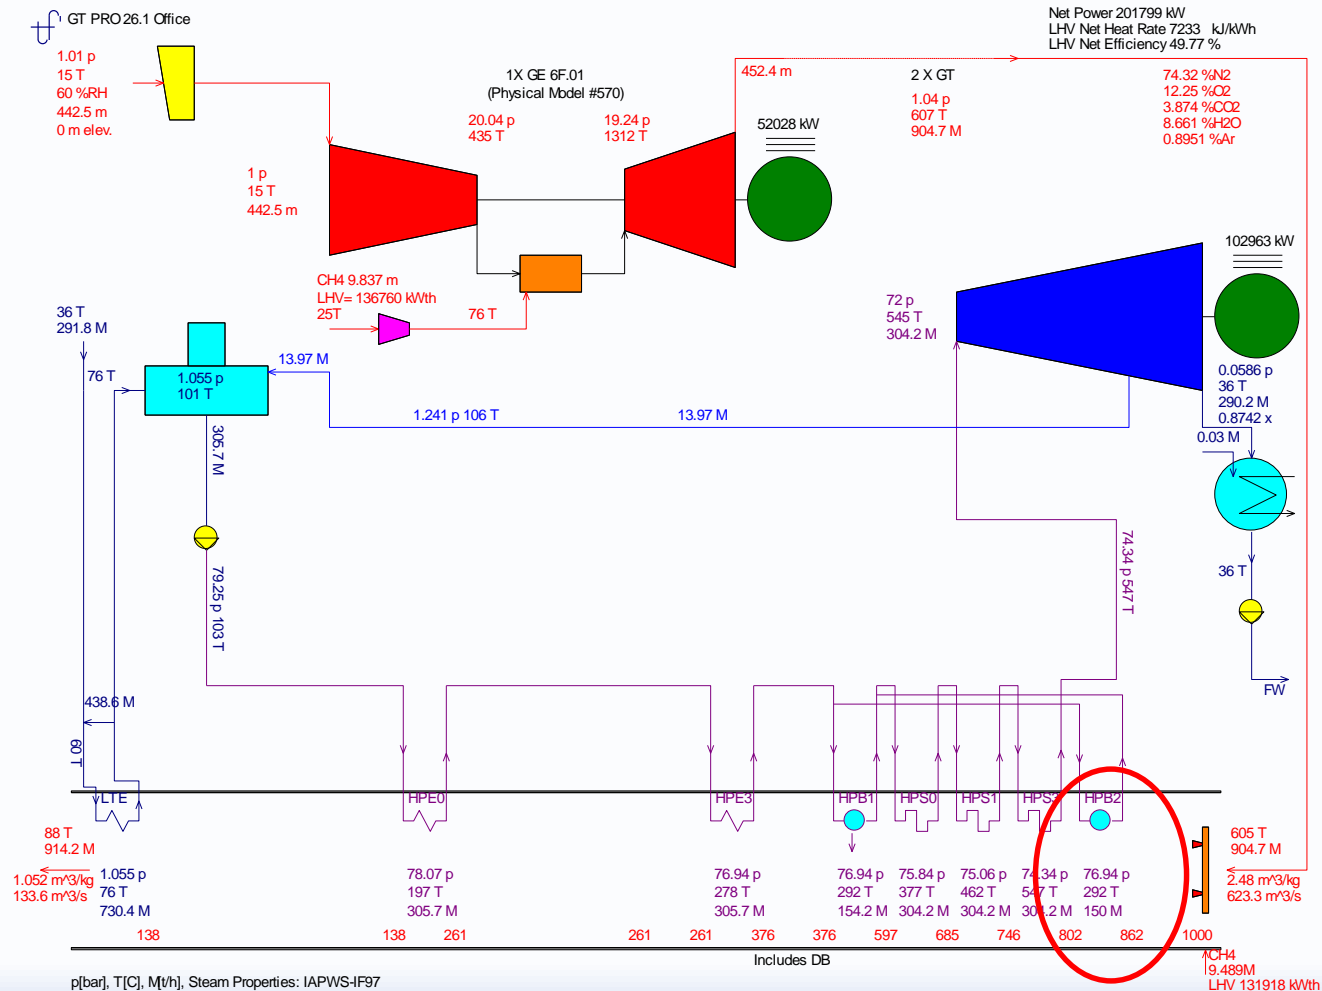 GT PRO 26.1 Office
Net Power 201799 kW
LHV Net Heat Rate 7233 kJ/kWh
LHV Net Efficiency 49.77 %
1.01 p
15 T
60 %RH
442.5 m
0 m elev.
1X GE 6F.01
(Physical Model #570)
452.4 m
2 X GT
1.04 p
607 T
904.7 M
74.32 %N2
12.25 %O2
3.874 %CO2
8.661 %H2O
0.8951 %Ar
20.04 p
435 T
19.24 p
1312 T
52028 kW
1 p
15 T
442.5 m
102963 kW
CH4 9.837 m
LHV= 136760 kWth
25T
76 T
72 p
545 T
304.2 M
36 T
291.8 M
76 T
1.055 p
101 T
13.97 M
1.241 p 106 T
13.97 M
0.0586 p
36 T
290.2 M
0.8742 x
0.03 M
305.7 M
79.25 p 103 T
74.34 p 547 T
36 T
FW
438.6 M
60 T
LTE
HPE0
HPE3
HPB1
HPS0
HPS1
HPS3
HPB2
88 T
914.2 M
1.052 m^3/kg
133.6 m^3/s
1.055 p
76 T
730.4 M
78.07 p
197 T
305.7 M
76.94 p
278 T
305.7 M
76.94 p
292 T
154.2 M
75.84 p
377 T
304.2 M
75.06 p
462 T
304.2 M
74.34 p
547 T
304.2 M
76.94 p
292 T
150 M
605 T
904.7 M
2.48 m^3/kg
623.3 m^3/s
138 138 261 261 261 376 376 597 685 746 802 862 1000
Includes DB
CH4
9.489M
LHV 131918 kWth
p[bar], T[C], M[t/h], Steam Properties: IAPWS-IF97